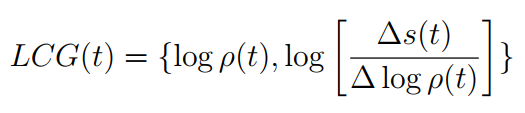 LCG(t) = {log ρ(t), log [Δs(t) / Δ log ρ(t)]}